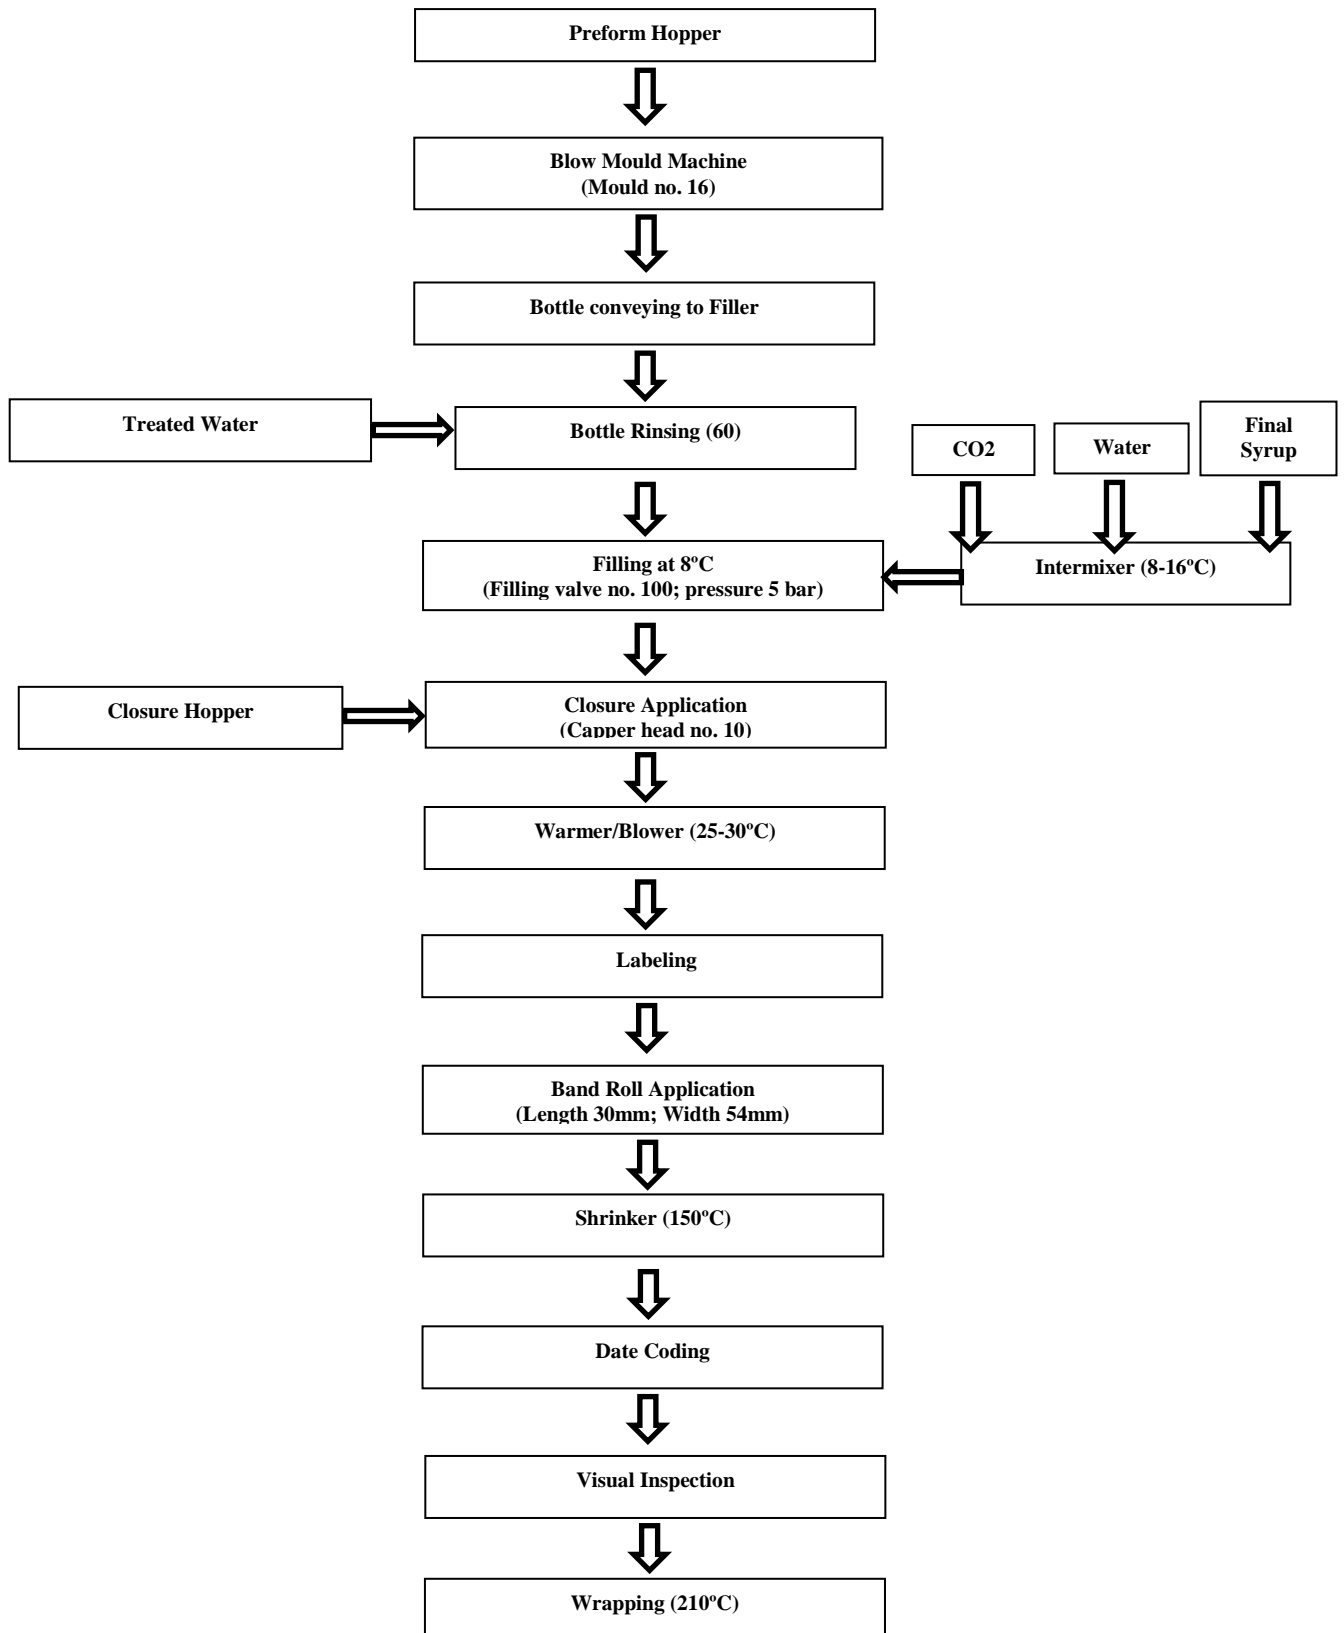 Preform Hopper
Blow Mould Machine
(Mould no. 16)
Bottle conveying to Filler
Treated Water
Bottle Rinsing (60)
CO2
Water
Final
Syrup
Filling at 8ºC
(Filling valve no. 100; pressure 5 bar)
Intermixer (8-16ºC)
Closure Hopper
Closure Application
(Capper head no. 10)
Warmer/Blower (25-30ºC)
Labeling
Band Roll Application
(Length 30mm; Width 54mm)
Shrinker (150ºC)
Date Coding
Visual Inspection
Wrapping (210ºC)